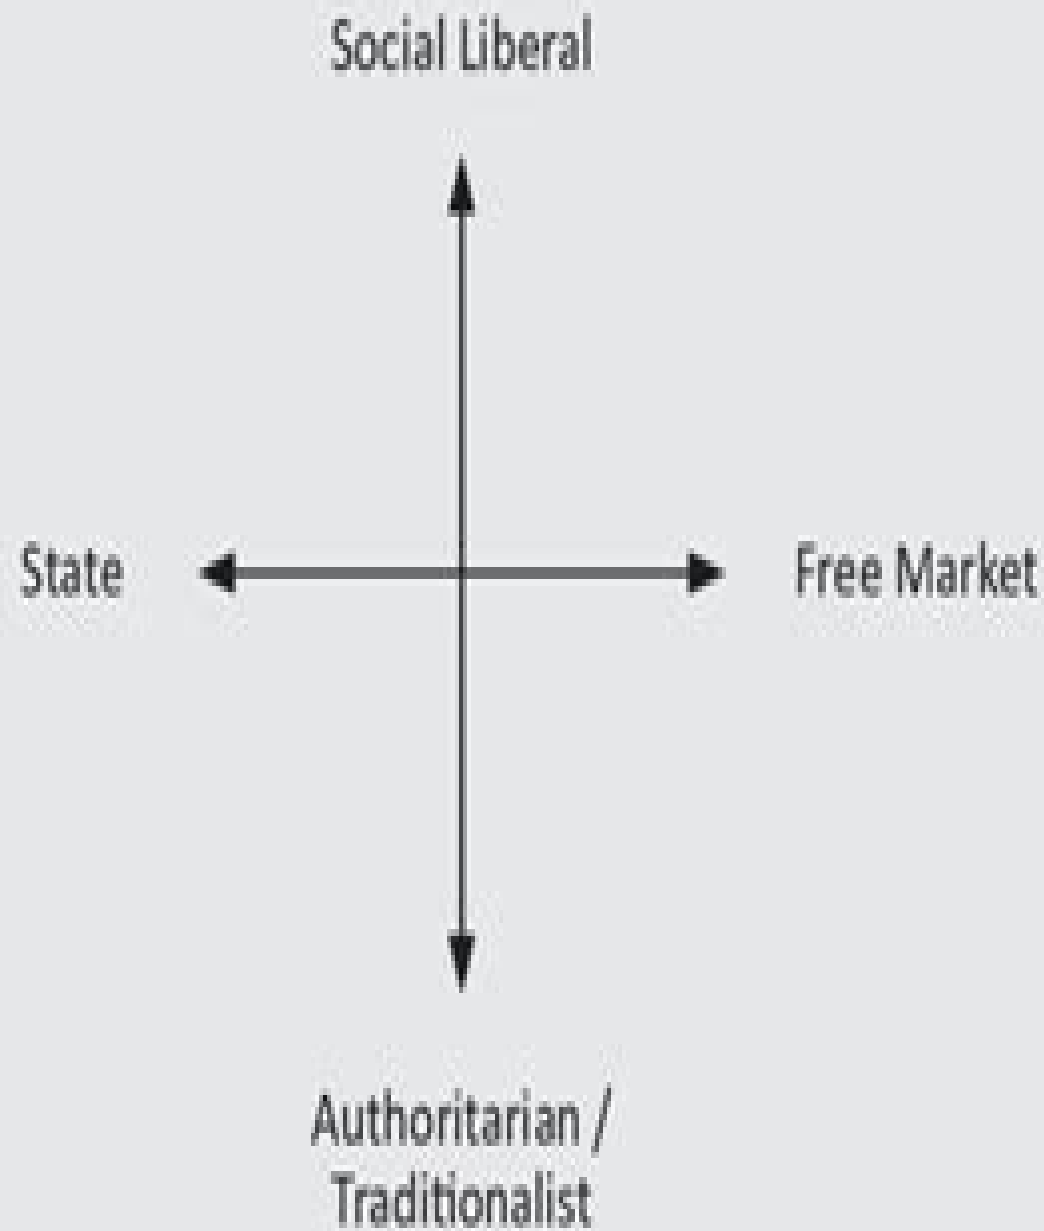 Social Liberal
State
Free Market
Authoritarian /
Traditionalist